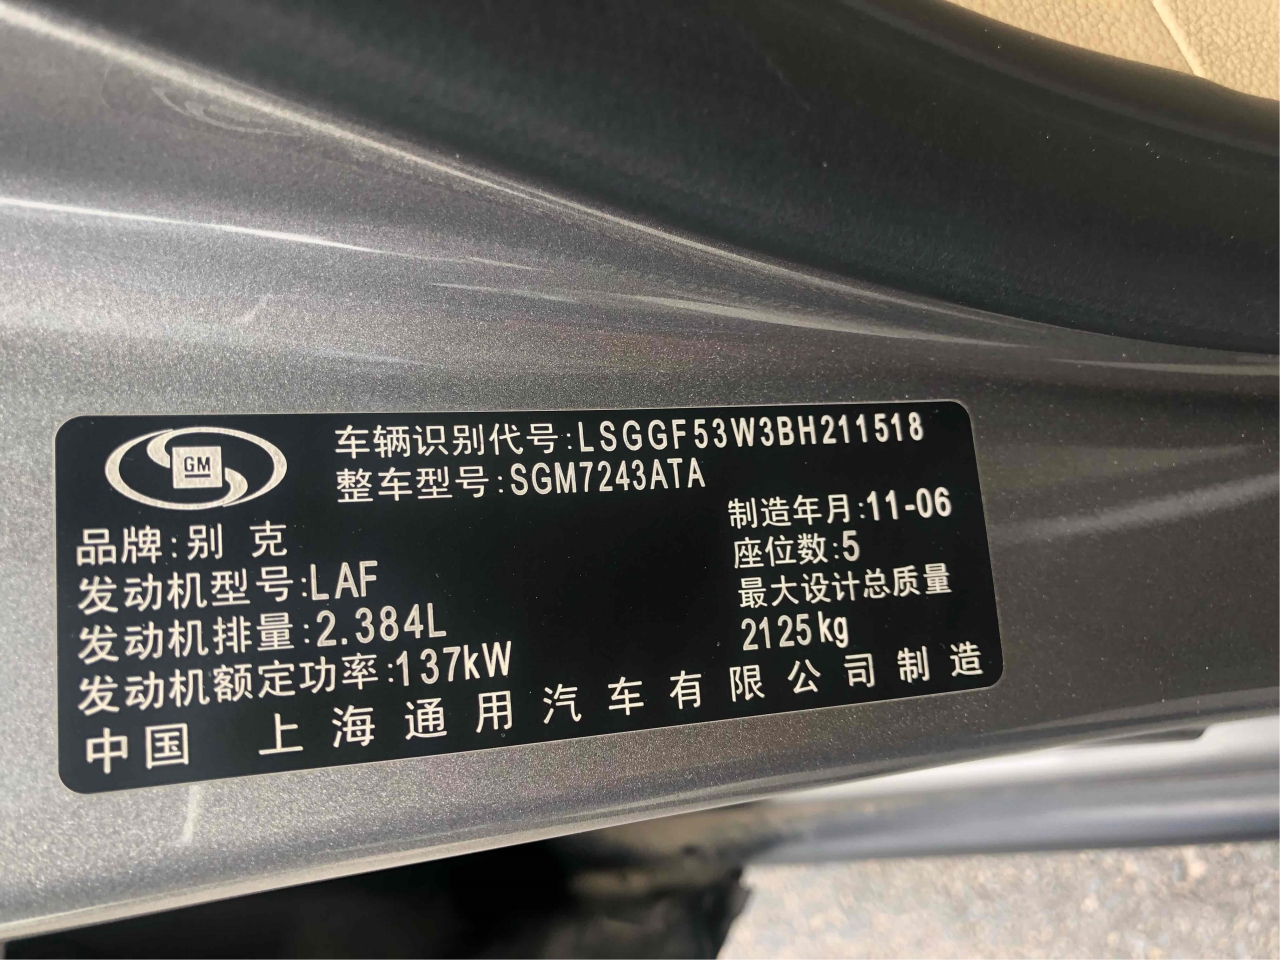 GM
车辆识别代号:LSGGF53W3BH211518
整车型号:SGM7243ATA
品牌:别 克
发动机型号:LAF
发动机排量:2.384L
发动机额定功率:137kW
制造年月:11-06
座位数:5
最大设计总质量
2125kg
中国 上海通用汽车有限公司制造